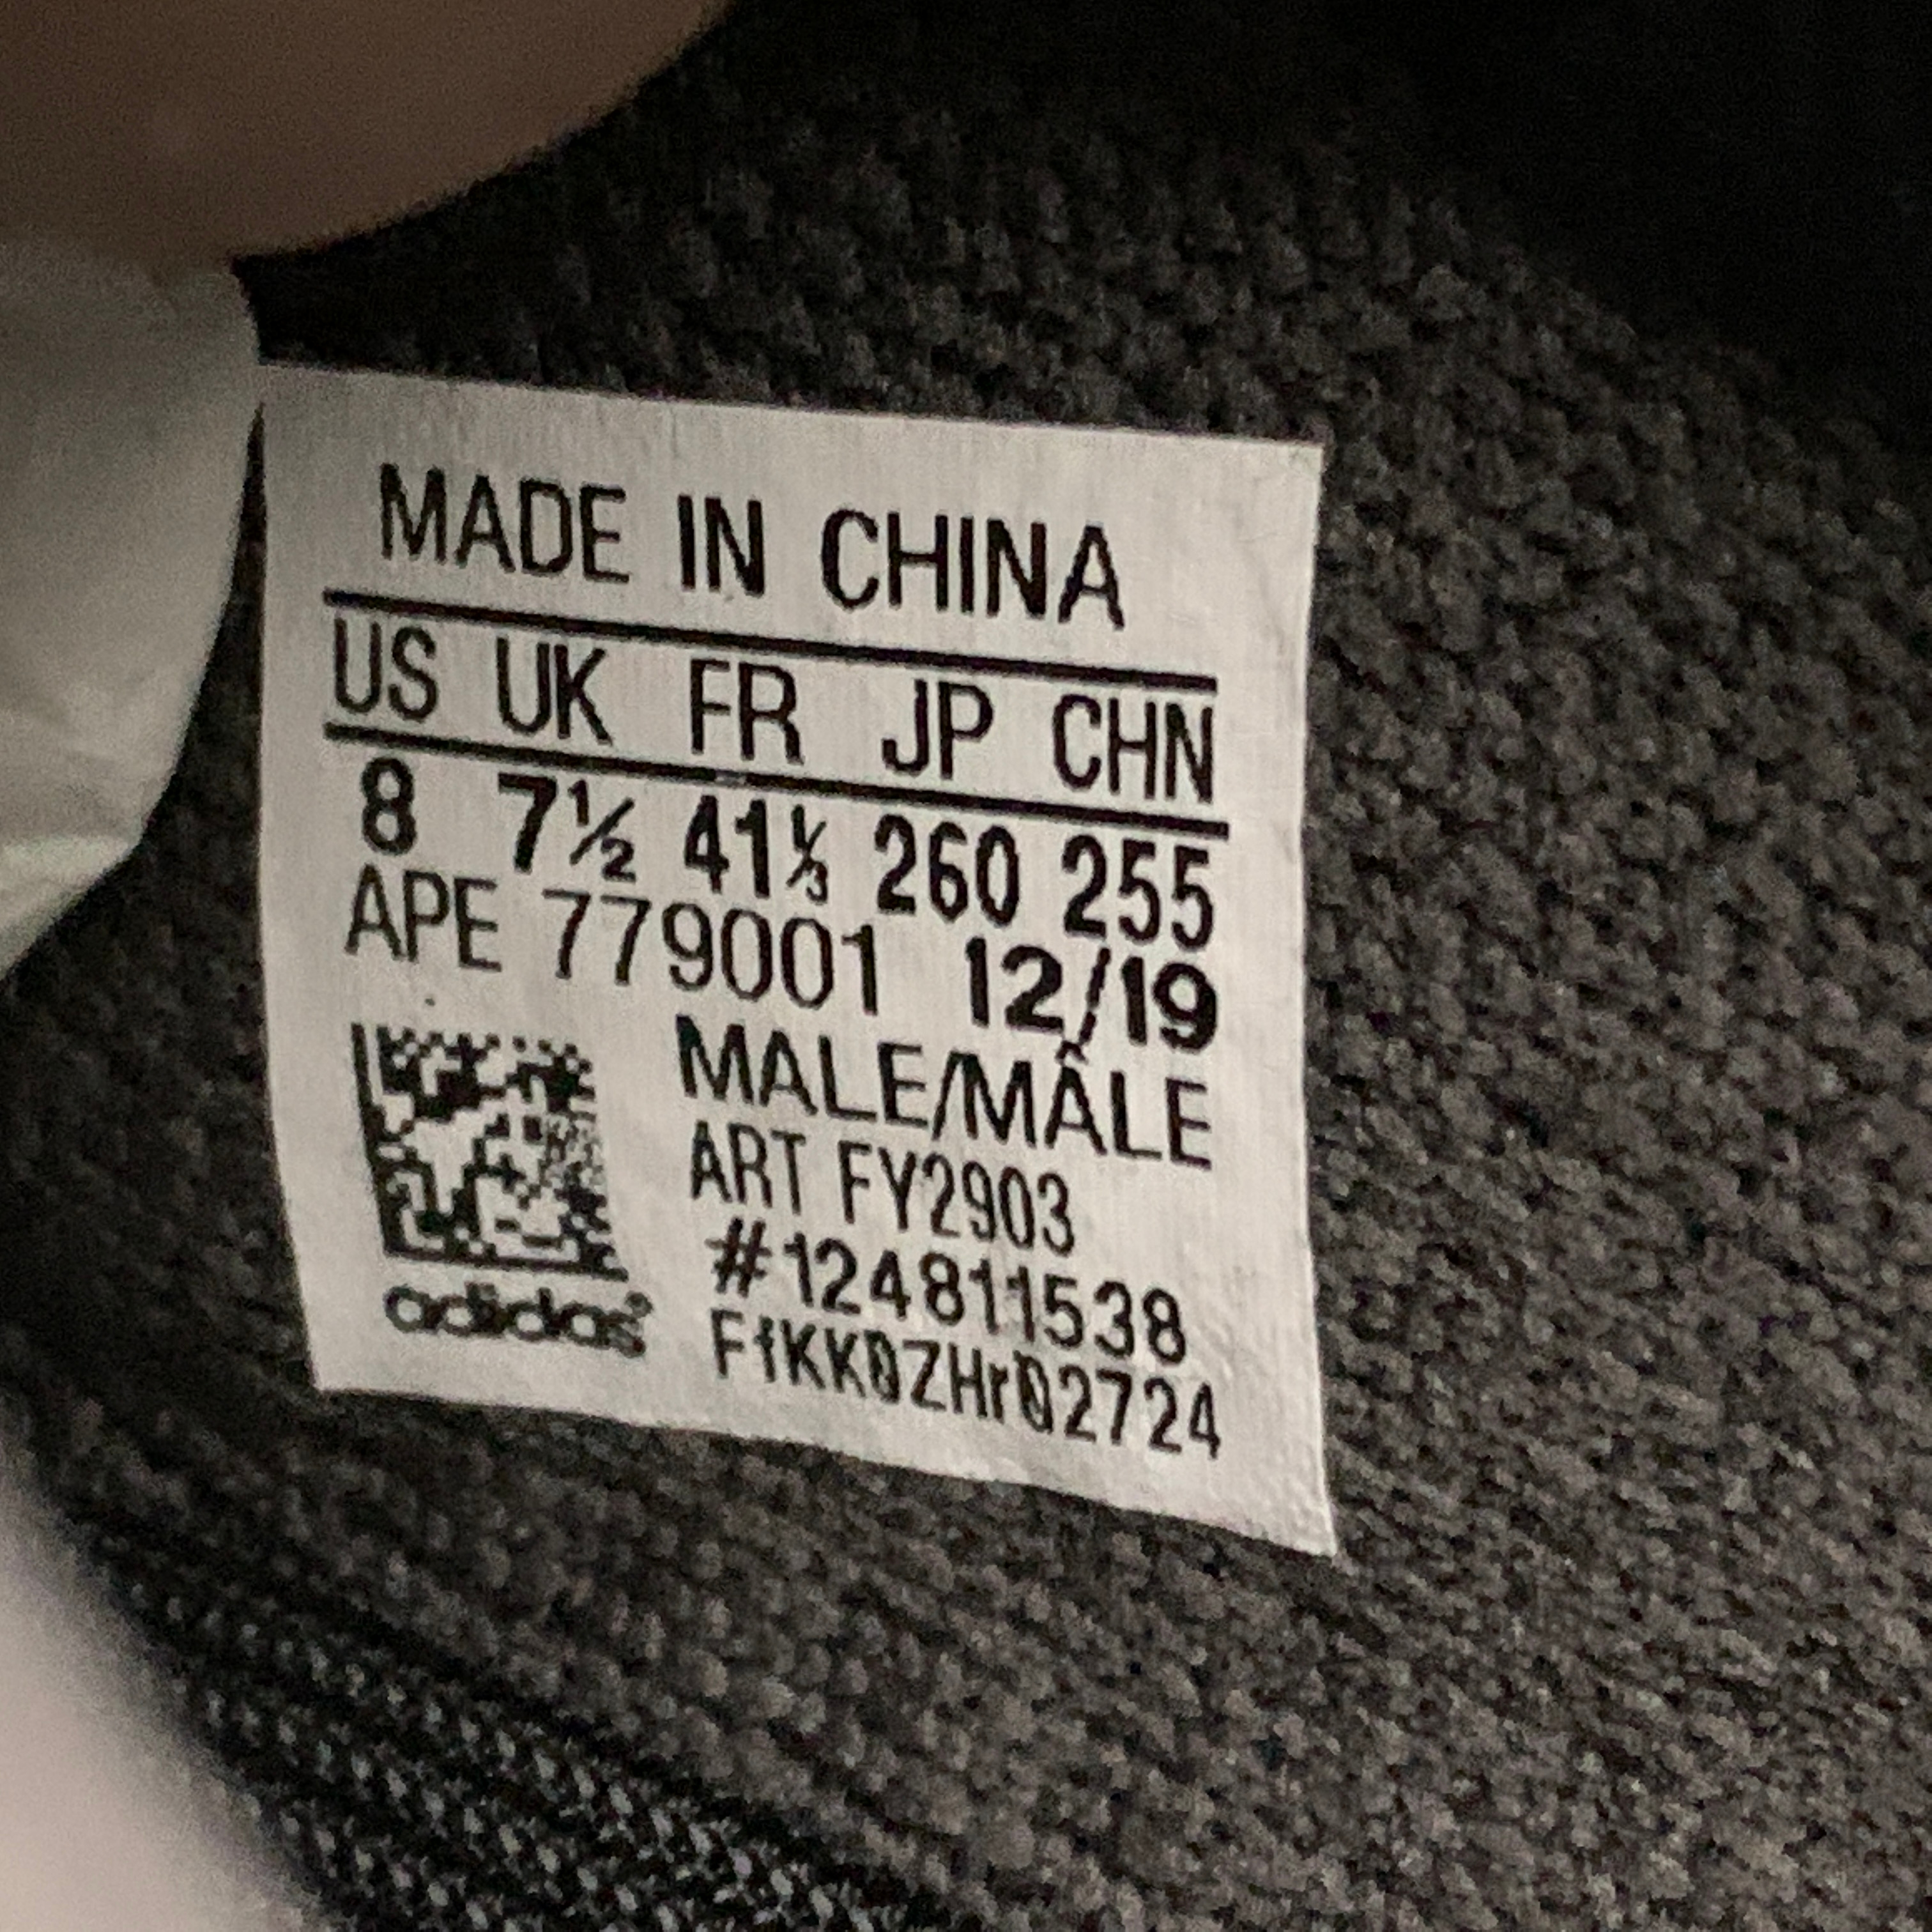 MADE IN CHINA
US UK FR JP CHN
8 7½ 41⅓ 260 255
APE 779001 12/19
MALE/MÂLE
ART FY2903
#124811538
FfKK0ZHr02724
adidas®